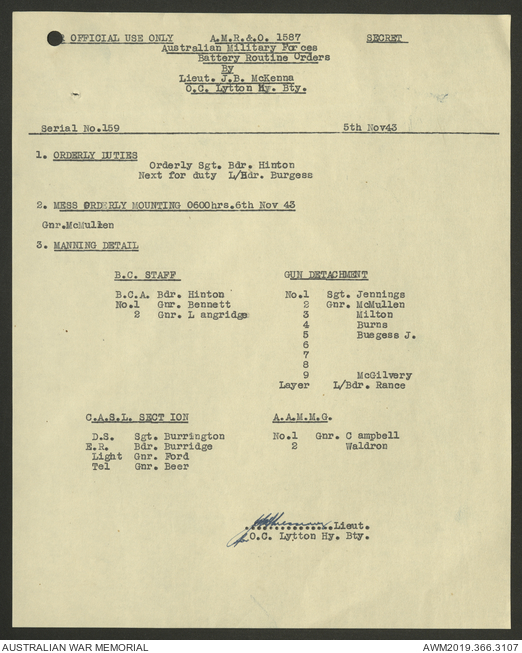 OFFICIAL USE ONLY A.M.R.&O. 1587 SECRET
Australian Military Forces
Battery Routine Orders
By
Lieut. J.B. McKenna
O.C. Lytton Hy. Bty.
Serial No.159 5th Nov43
1. ORDERLY DUTIES
Orderly Sgt. Bdr. Hinton
Next for duty L/Bdr. Burgess
2. MESS ORDERLY MOUNTING 0600hrs.6th Nov 43
Gnr.McMullen
3. MANNING DETAIL
B.C. STAFF
B.C.A. Bdr. Hinton
No.1 Gnr. Bennett
2 Gnr. L angridge
GUN DETACHMENT
No.1 Sgt. Jennings
2 Gnr. McMullen
3 Milton
4 Burns
5 Buegess J.
6
7
8
9 McGilvery
Layer L/Bdr. Rance
C.A.S.L. SECT ION
D.S. Sgt. Burrington
E.R. Bdr. Burridge
Light Gnr. Ford
Tel Gnr. Beer
A.A.M.M.G.
No.1 Gnr. C ampbell
2 Waldron
Lieut.
O.C. Lytton Hy. Bty.
AUSTRALIAN WAR MEMORIAL AWM2019.366.3107